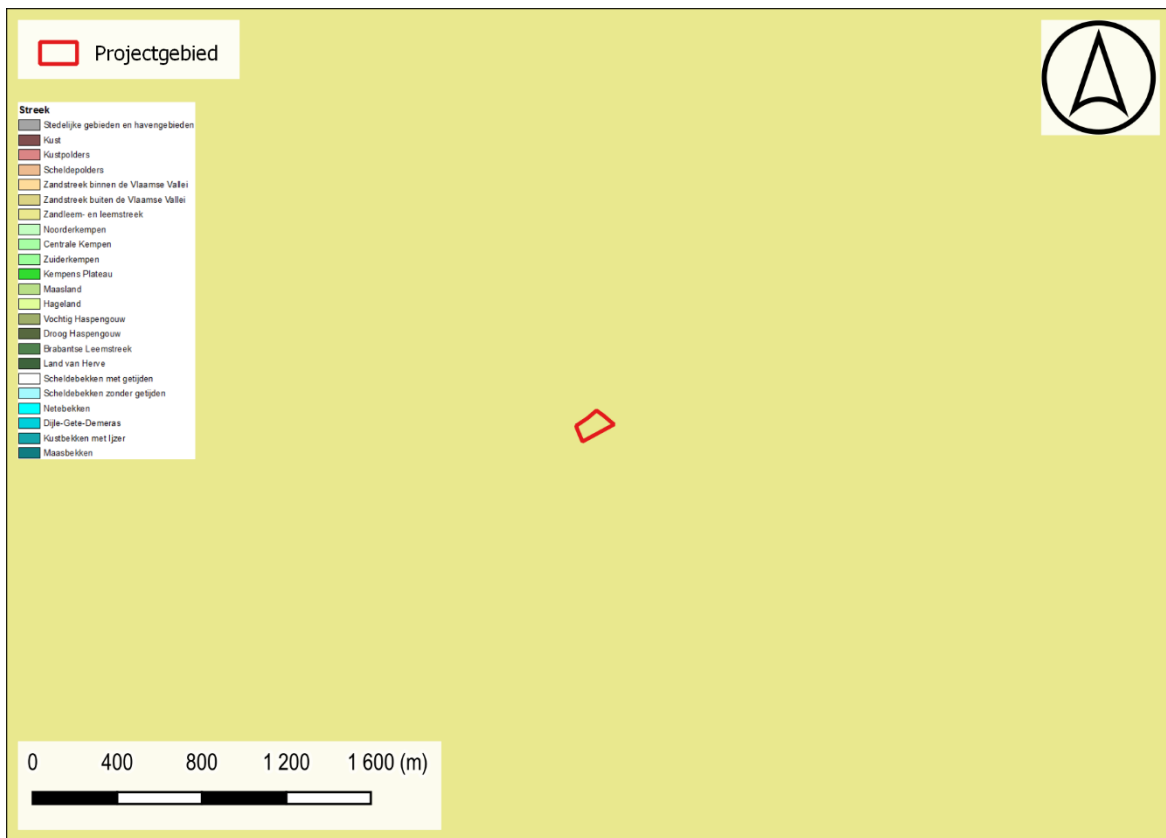 Projectgebied
Streek
Stedelijke gebieden en havengebieden
Kust
Kustpolders
Scheldepolders
Zandstreek binnen de Vlaamse Vallei
Zandstreek buiten de Vlaamse Vallei
Zandleem- en leemstreek
Noorderkempen
Centrale Kempen
Zuiderkempen
Kempens Plateau
Maasland
Hageland
Vochtig Haspengouw
Droog Haspengouw
Brabantse Leemstreek
Land van Herve
Scheldebekken met getijden
Scheldebekken zonder getijden
Netebekken
Dijle-Gete-Demeras
Kustbekken met Ijzer
Maasbekken
0 400 800 1 200 1 600 (m)